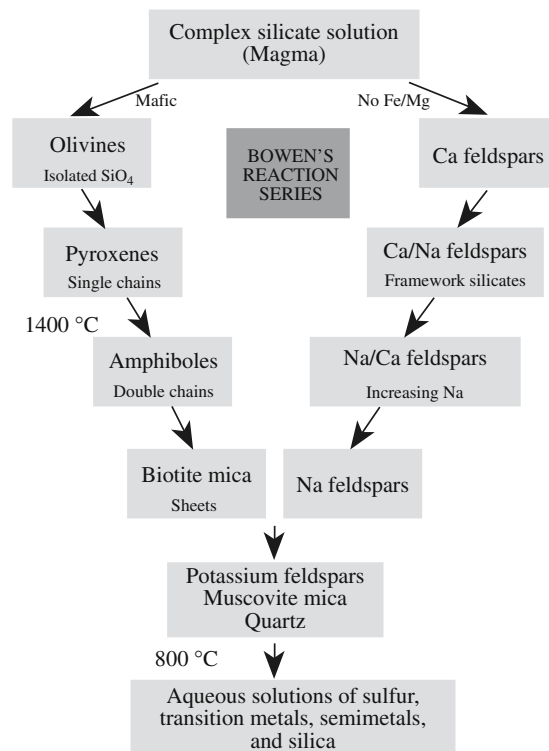 Complex silicate solution
(Magma)
Mafic
No Fe/Mg
Olivines
Isolated SiO₄
BOWEN'S
REACTION
SERIES
Ca feldspars
Pyroxenes
Single chains
Ca/Na feldspars
Framework silicates
1400 °C
Amphiboles
Double chains
Na/Ca feldspars
Increasing Na
Biotite mica
Sheets
Na feldspars
Potassium feldspars
Muscovite mica
Quartz
800 °C
Aqueous solutions of sulfur,
transition metals, semimetals,
and silica